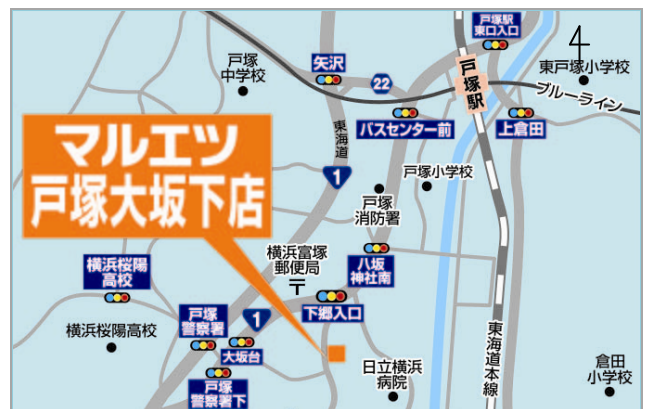 戸塚駅
東口入口
戸塚
中学校
矢沢
22
戸塚駅
東戸塚小学校
ブルーライン
バスセンター前
上倉田
東海道
1
マルエツ
戸塚大坂下店
戸塚小学校
戸塚
消防署
横浜富塚
郵便局
〒
八坂
神社南
横浜桜陽
高校
戸塚
警察署
1
下郷入口
横浜桜陽高校
大坂台
戸塚
警察署下
日立横浜
病院
東海道本線
倉田
小学校